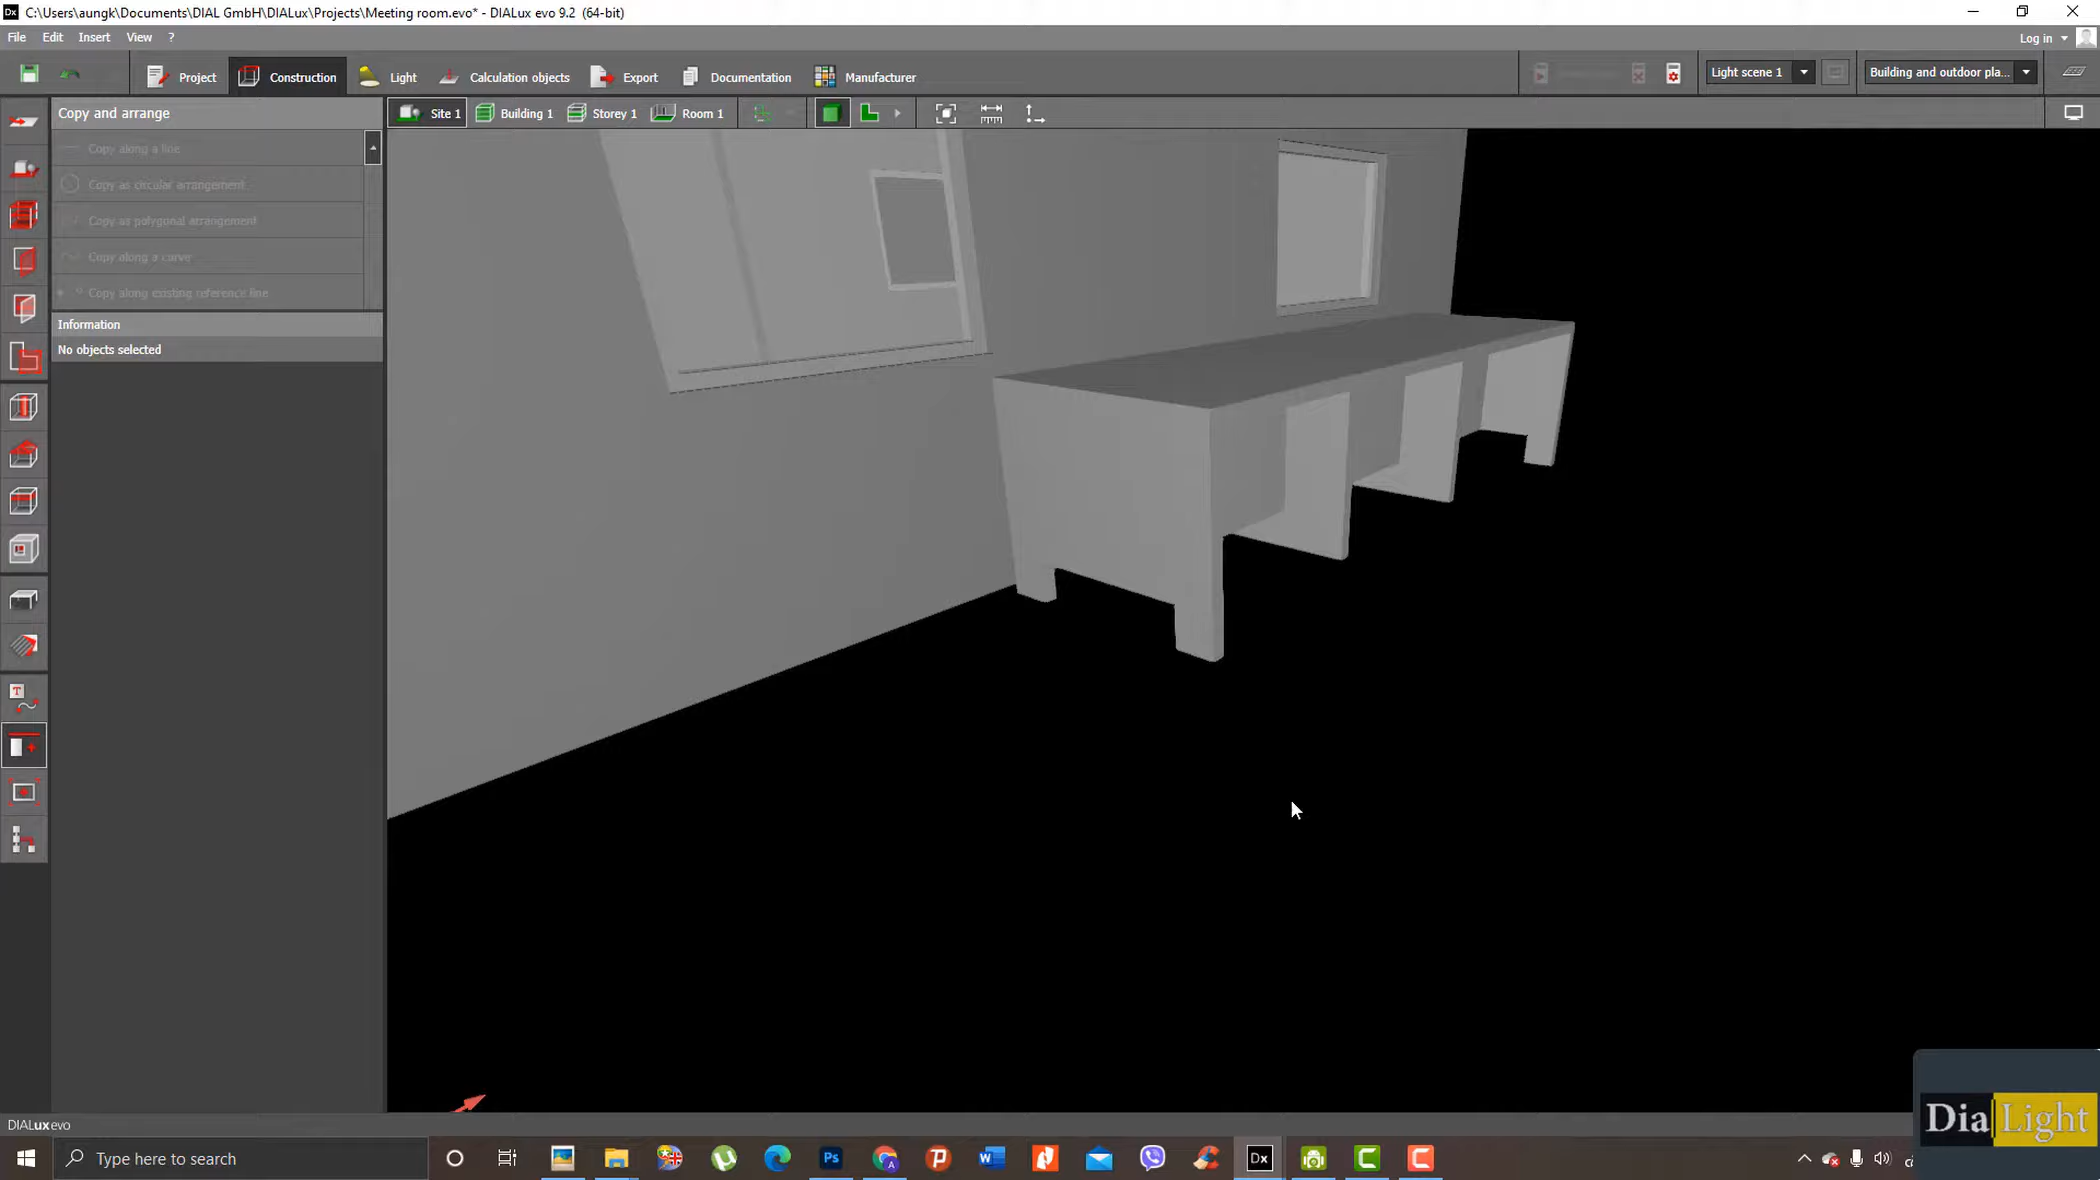 C:\Users\aungk\Documents\DIAL GmbH\DIALux\Projects\Meeting room.evo* - DIALux evo 9.2 (64-bit)
File Edit Insert View ?
Log in
Project Construction Light Calculation objects Export Documentation Manufacturer
Light scene 1 Building and outdoor pla...
Copy and arrange
Site 1 Building 1 Storey 1 Room 1
Copy along a line
Copy as circular arrangement
Copy as polygonal arrangement
Copy along a curve
Copy along existing reference line
Information
No objects selected
DIALux evo
Dia Light
Type here to search